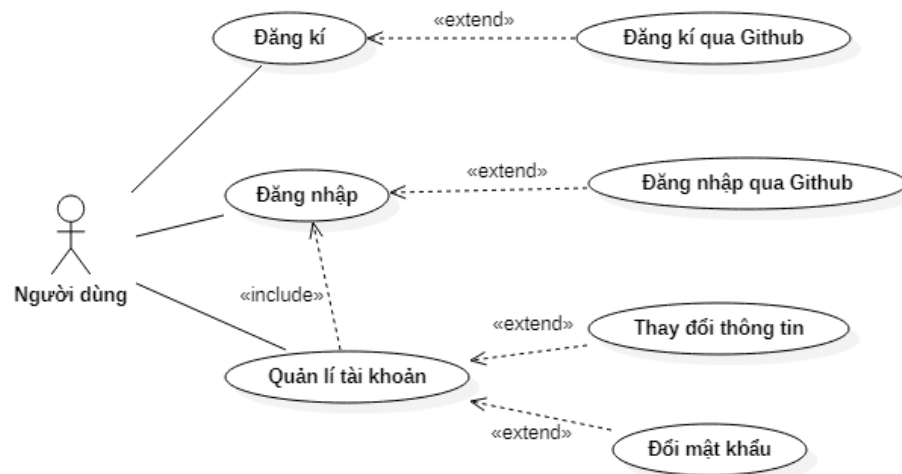 «extend»
Đăng kí
Đăng kí qua Github
«extend»
Đăng nhập
Đăng nhập qua Github
Người dùng
«include»
«extend»
Thay đổi thông tin
Quản lí tài khoản
«extend»
Đổi mật khẩu